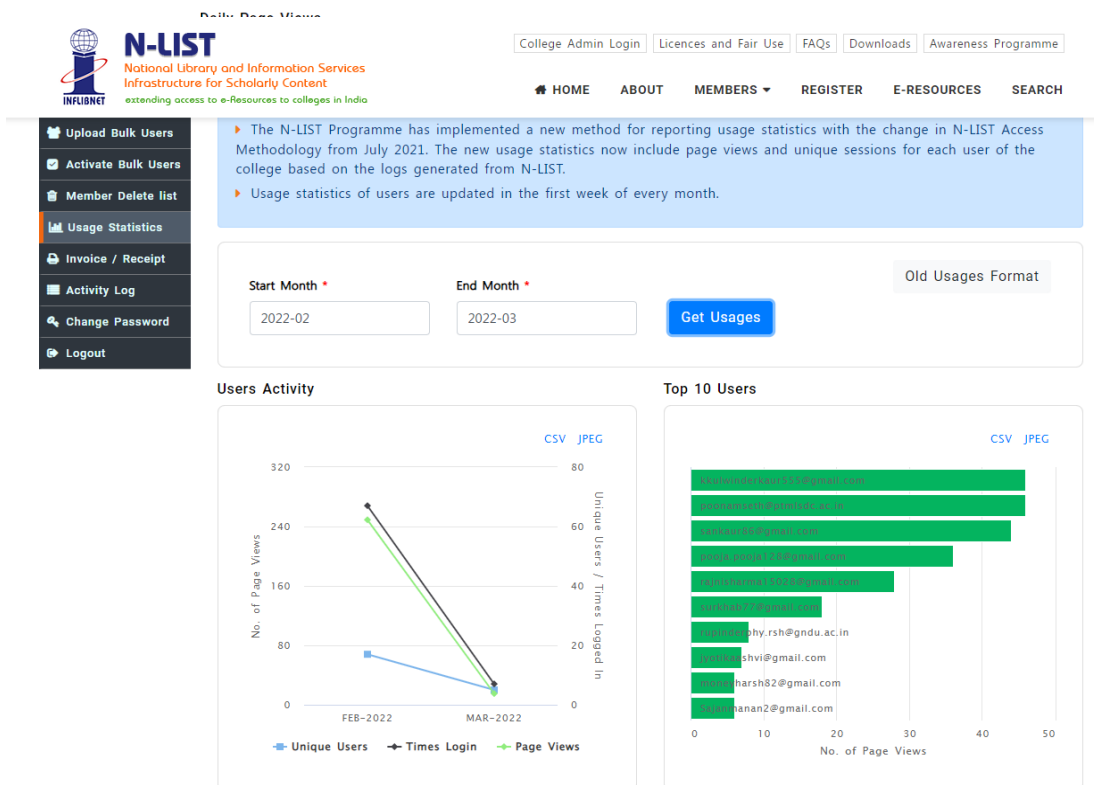 Daily Page Views
N-LIST
National Library and Information Services
Infrastructure for Scholarly Content
extending access to e-Resources to colleges in India
INFLIBNET
College Admin Login
Licences and Fair Use
FAQs
Downloads
Awareness Programme
HOME
ABOUT
MEMBERS
REGISTER
E-RESOURCES
SEARCH
Upload Bulk Users
Activate Bulk Users
Member Delete list
Usage Statistics
Invoice / Receipt
Activity Log
Change Password
Logout
The N-LIST Programme has implemented a new method for reporting usage statistics with the change in N-LIST Access
Methodology from July 2021. The new usage statistics now include page views and unique sessions for each user of the
college based on the logs generated from N-LIST.
Usage statistics of users are updated in the first week of every month.
Old Usages Format
Start Month *
End Month *
2022-02
2022-03
Get Usages
Users Activity
CSV JPEG
320
240
160
80
0
No. of Page Views
80
60
40
20
0
Unique Users / Times Logged In
FEB-2022
MAR-2022
Unique Users
Times Login
Page Views
Top 10 Users
CSV JPEG
kkulwinderkaur555@gmail.com
poonamseth@ptmlsdc.ac.in
sankaur86@gmail.com
pooja.pooja128@gmail.com
rajnisharma15028@gmail.com
surkhab77@gmail.com
rupinderphy.rsh@gndu.ac.in
jyotikaashvi@gmail.com
Sajanmanan2@gmail.com
0 10 20 30 40 50
No. of Page Views